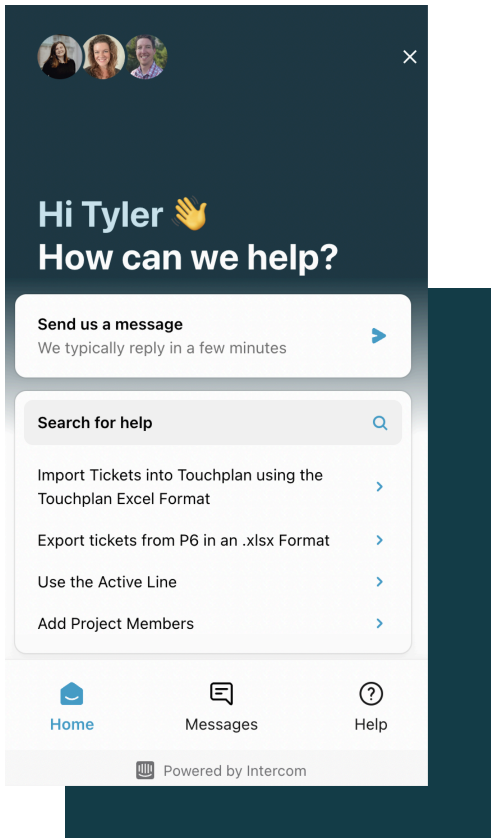 Hi Tyler 👋
How can we help?
Send us a message
We typically reply in a few minutes
Search for help
Import Tickets into Touchplan using the
Touchplan Excel Format
Export tickets from P6 in an .xlsx Format
Use the Active Line
Add Project Members
Home
Messages
Help
Powered by Intercom